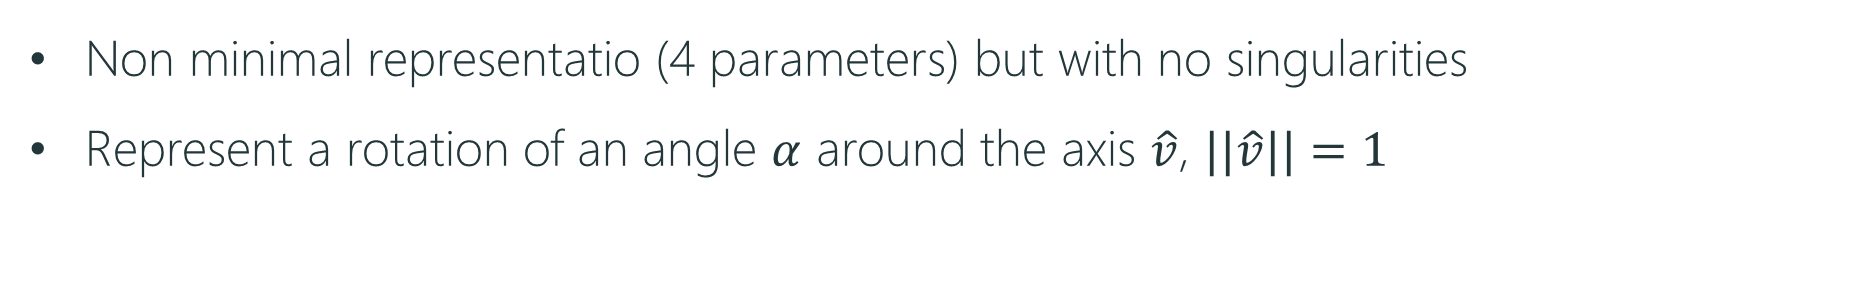 • Non minimal representatio (4 parameters) but with no singularities
• Represent a rotation of an angle α around the axis v̂, ||v̂|| = 1